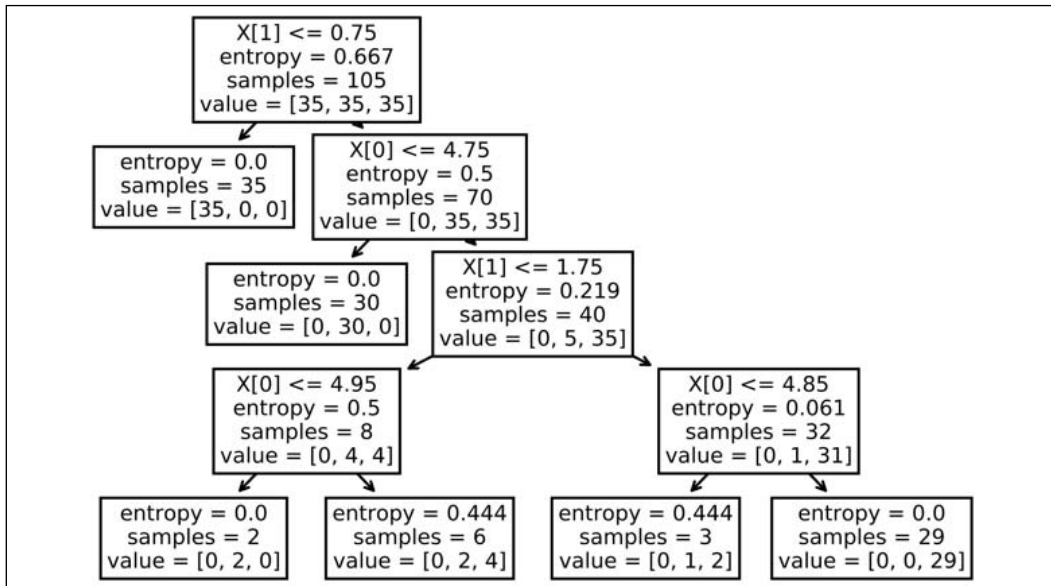 X[1] <= 0.75
entropy = 0.667
samples = 105
value = [35, 35, 35]
entropy = 0.0
samples = 35
value = [35, 0, 0]
X[0] <= 4.75
entropy = 0.5
samples = 70
value = [0, 35, 35]
entropy = 0.0
samples = 30
value = [0, 30, 0]
X[1] <= 1.75
entropy = 0.219
samples = 40
value = [0, 5, 35]
X[0] <= 4.95
entropy = 0.5
samples = 8
value = [0, 4, 4]
X[0] <= 4.85
entropy = 0.061
samples = 32
value = [0, 1, 31]
entropy = 0.0
samples = 2
value = [0, 2, 0]
entropy = 0.444
samples = 6
value = [0, 2, 4]
entropy = 0.444
samples = 3
value = [0, 1, 2]
entropy = 0.0
samples = 29
value = [0, 0, 29]